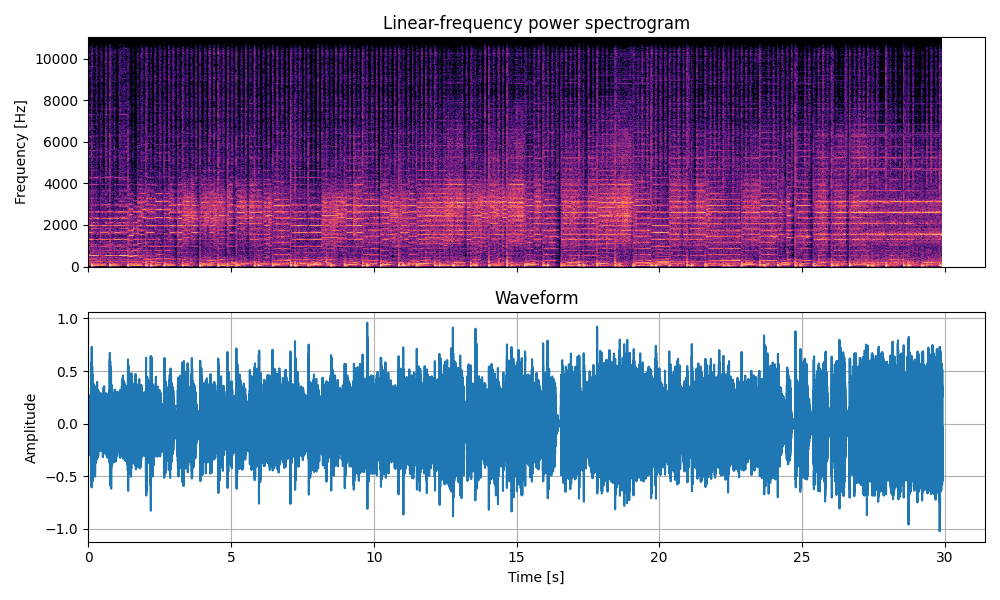 Linear-frequency power spectrogram
10000
8000
6000
4000
2000
0
Frequency [Hz]
Waveform
1.0
0.5
0.0
−0.5
−1.0
Amplitude
0 5 10 15 20 25 30
Time [s]